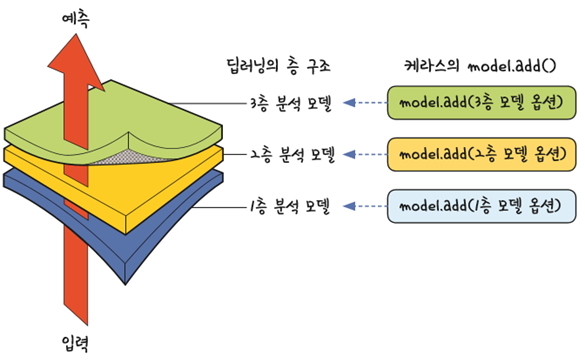 예측
딥러닝의 층 구조
케라스의 model.add()
3층 분석 모델
model.add(3층 모델 옵션)
2층 분석 모델
model.add(2층 모델 옵션)
1층 분석 모델
model.add(1층 모델 옵션)
입력